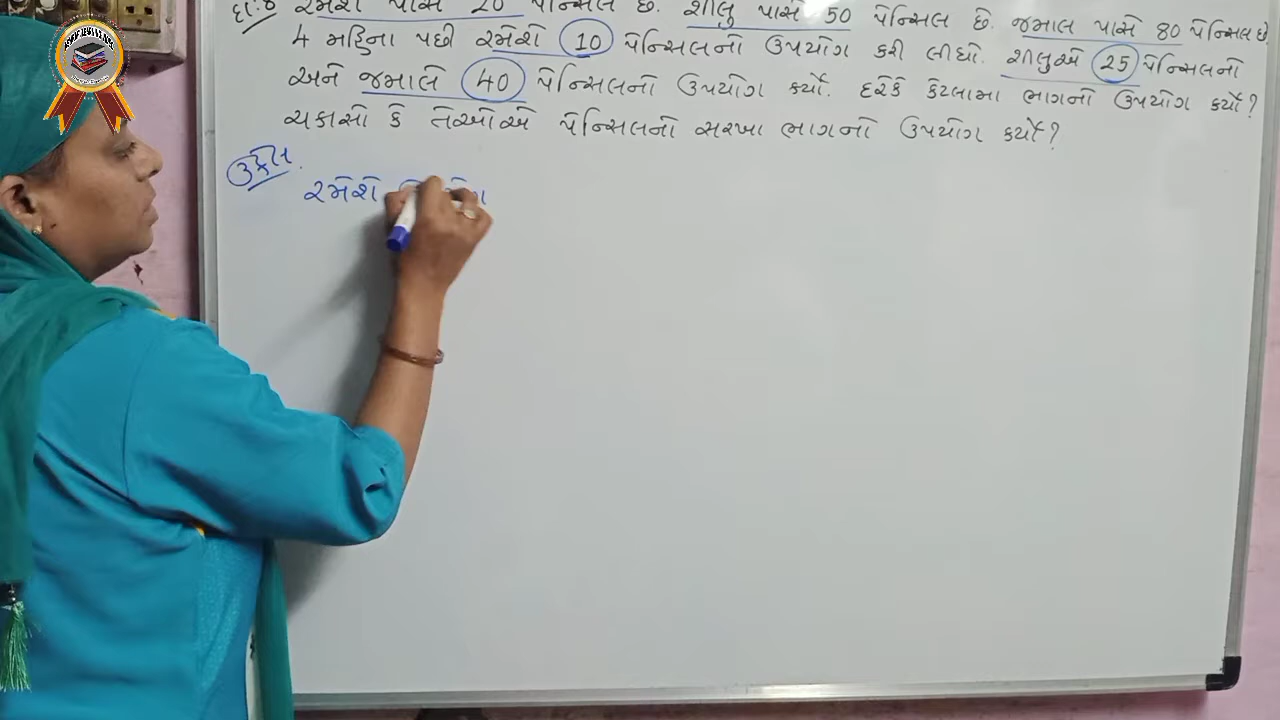 દા:8 રમેશ પાસે 20 પેન્સિલ છે. શીલુ પાસે 50 પેન્સિલ છે. જમાલ પાસે 80 પેન્સિલ છે
4 મહિના પછી રમેશે 10 પેન્સિલનો ઉપયોગ કરી લીધો. શીલુએ 25 પેન્સિલનો
અને જમાલે 40 પેન્સિલનો ઉપયોગ કર્યો. દરેકે કેટલામા ભાગનો ઉપયોગ કર્યો?
ચકાસો કે તેઓએ પેન્સિલનો સરખા ભાગનો ઉપયોગ કર્યો?
ઉકેલ.
રમેશે